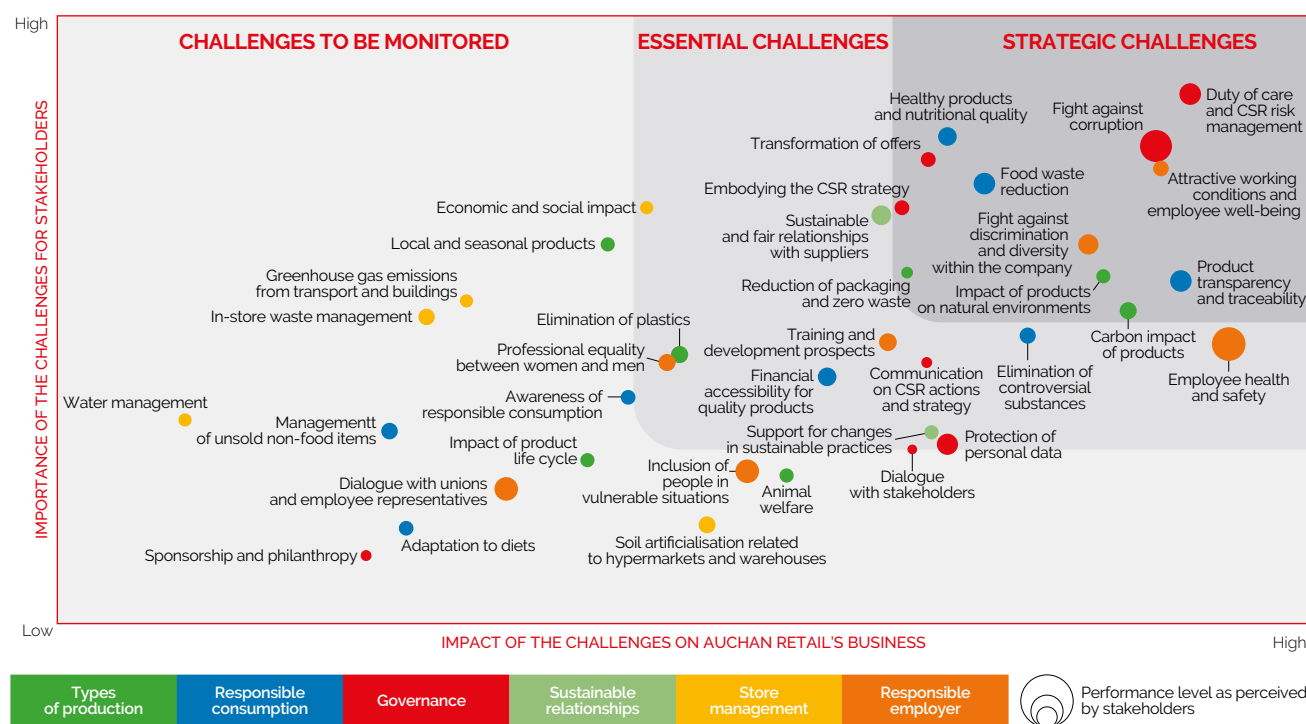 High
CHALLENGES TO BE MONITORED
ESSENTIAL CHALLENGES
STRATEGIC CHALLENGES
IMPORTANCE OF THE CHALLENGES FOR STAKEHOLDERS
Healthy products
and nutritional quality
Fight against
corruption
Duty of care
and CSR risk
management
Transformation of offers
Food waste
reduction
Attractive working
conditions and
employee well-being
Embodying the CSR strategy
Economic and social impact
Sustainable
and fair relationships
with suppliers
Fight against
discrimination
and diversity
within the company
Local and seasonal products
Greenhouse gas emissions
from transport and buildings
Reduction of packaging
and zero waste
Impact of products
on natural environments
Product
transparency
and traceability
In-store waste management
Elimination of plastics
Professional equality
between women and men
Training and
development prospects
Carbon impact
of products
Financial
accessibility for
quality products
Communication
on CSR actions
and strategy
Elimination of
controversial
substances
Employee health
and safety
Water management
Awareness of
responsible consumption
Managementt
of unsold non-food items
Impact of product
life cycle
Support for changes
in sustainable practices
Protection of
personal data
Dialogue with unions
and employee representatives
Inclusion of
people in
vulnerable situations
Animal
welfare
Dialogue
with stakeholders
Adaptation to diets
Soil artificialisation related
to hypermarkets and warehouses
Sponsorship and philanthropy
Low
IMPACT OF THE CHALLENGES ON AUCHAN RETAIL'S BUSINESS
High
Types
of production
Responsible
consumption
Governance
Sustainable
relationships
Store
management
Responsible
employer
Performance level as perceived
by stakeholders